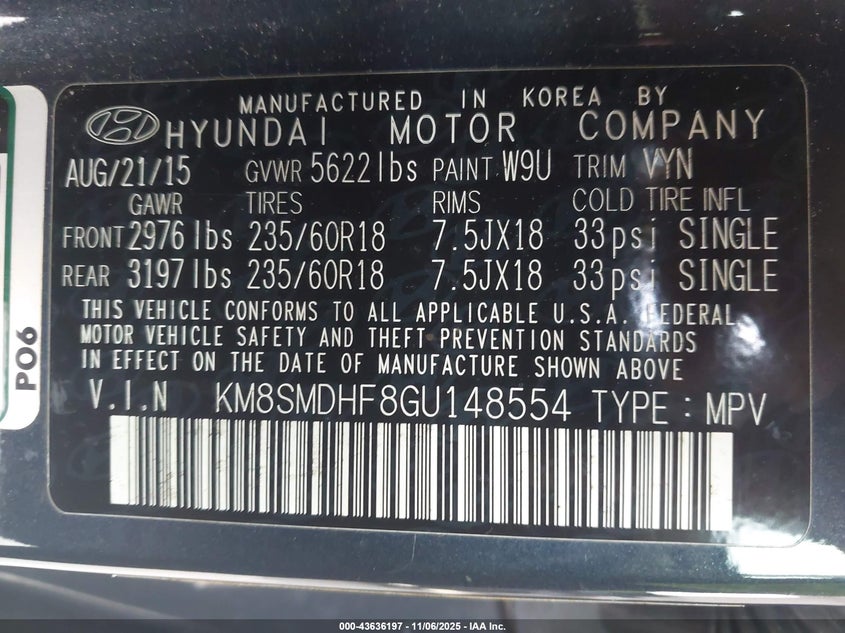 MANUFACTURED IN KOREA BY
HYUNDAI MOTOR COMPANY
AUG/21/15 GVWR 5622lbs PAINT W9U TRIM VYN
GAWR TIRES RIMS COLD TIRE INFL
FRONT 2976lbs 235/60R18 7.5JX18 33psi SINGLE
REAR 3197lbs 235/60R18 7.5JX18 33psi SINGLE
THIS VEHICLE CONFORMS TO ALL APPLICABLE U.S.A. FEDERAL
MOTOR VEHICLE SAFETY AND THEFT PREVENTION STANDARDS
IN EFFECT ON THE DATE OF MANUFACTURE SHOWN ABOVE
V.I.N KM8SMDHF8GU148554 TYPE : MPV
PO6
000-43636197 - 11/06/2025 - IAA Inc.